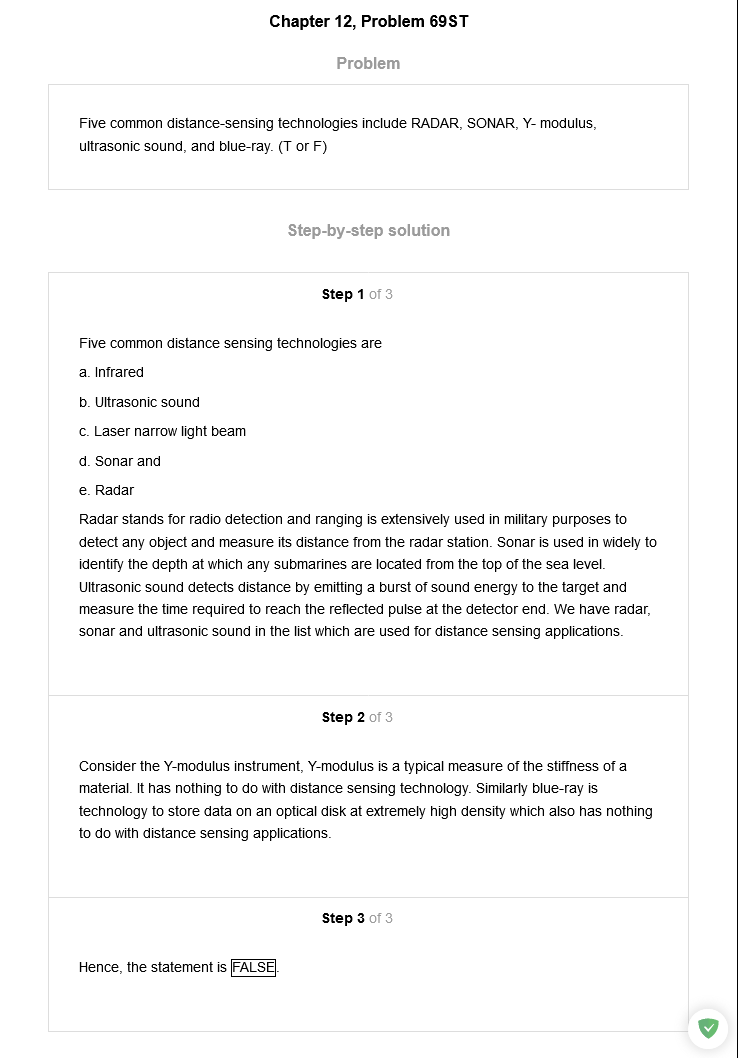 Chapter 12, Problem 69ST
Problem
Five common distance-sensing technologies include RADAR, SONAR, Y- modulus,
ultrasonic sound, and blue-ray. (T or F)
Step-by-step solution
Step 1 of 3
Five common distance sensing technologies are
a. Infrared
b. Ultrasonic sound
c. Laser narrow light beam
d. Sonar and
e. Radar
Radar stands for radio detection and ranging is extensively used in military purposes to
detect any object and measure its distance from the radar station. Sonar is used in widely to
identify the depth at which any submarines are located from the top of the sea level.
Ultrasonic sound detects distance by emitting a burst of sound energy to the target and
measure the time required to reach the reflected pulse at the detector end. We have radar,
sonar and ultrasonic sound in the list which are used for distance sensing applications.
Step 2 of 3
Consider the Y-modulus instrument, Y-modulus is a typical measure of the stiffness of a
material. It has nothing to do with distance sensing technology. Similarly blue-ray is
technology to store data on an optical disk at extremely high density which also has nothing
to do with distance sensing applications.
Step 3 of 3
Hence, the statement is FALSE.